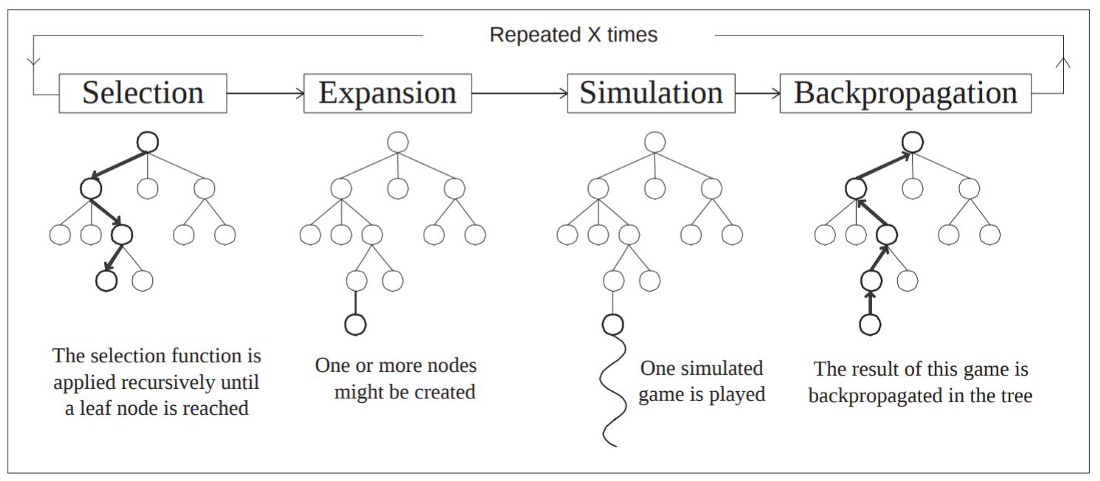 Repeated X times
Selection
Expansion
Simulation
Backpropagation
The selection function is
applied recursively until
a leaf node is reached
One or more nodes
might be created
One simulated
game is played
The result of this game is
backpropagated in the tree